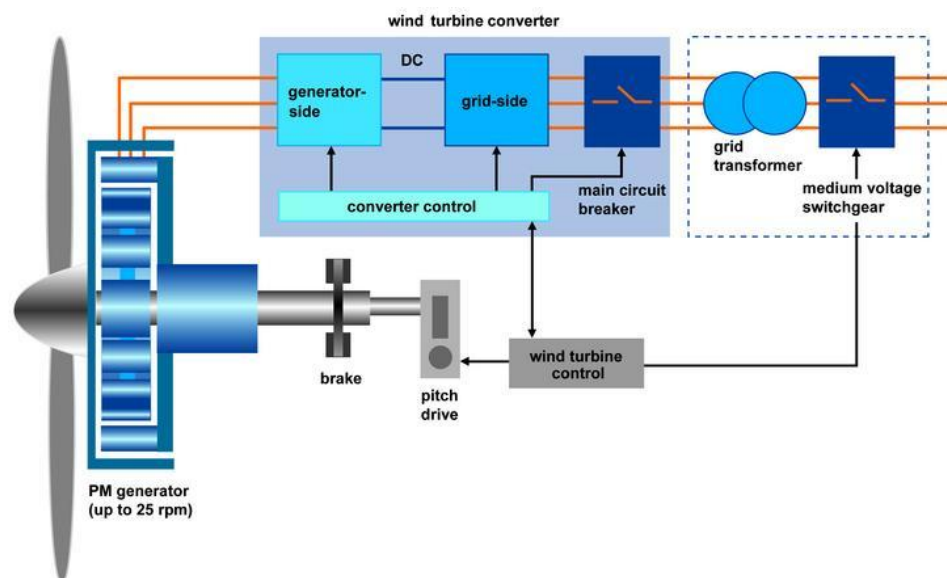 wind turbine converter
DC
generator-
side
grid-side
grid
transformer
main circuit
breaker
medium voltage
switchgear
converter control
brake
pitch
drive
wind turbine
control
PM generator
(up to 25 rpm)